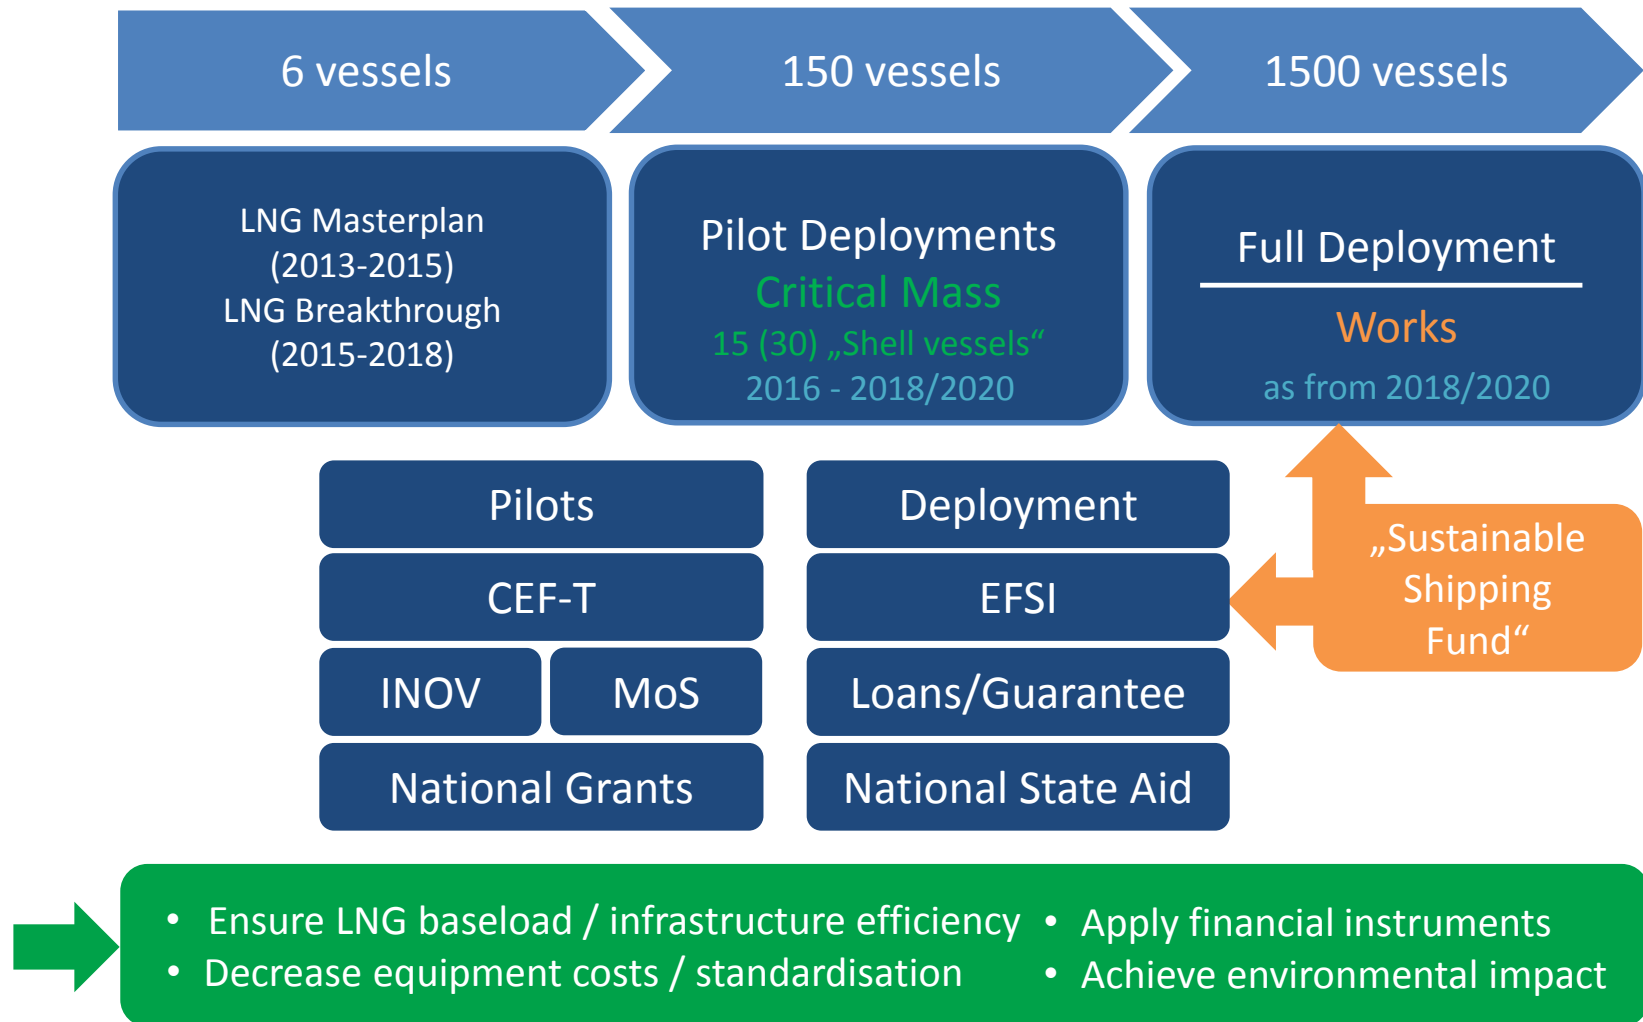 6 vessels
150 vessels
1500 vessels
LNG Masterplan
(2013-2015)
LNG Breakthrough
(2015-2018)
Pilot Deployments
Critical Mass
15 (30) „Shell vessels“
2016 - 2018/2020
Full Deployment
Works
as from 2018/2020
Pilots
CEF-T
INOV
MoS
National Grants
Deployment
EFSI
Loans/Guarantee
National State Aid
„Sustainable
Shipping
Fund“
• Ensure LNG baseload / infrastructure efficiency
• Decrease equipment costs / standardisation
• Apply financial instruments
• Achieve environmental impact